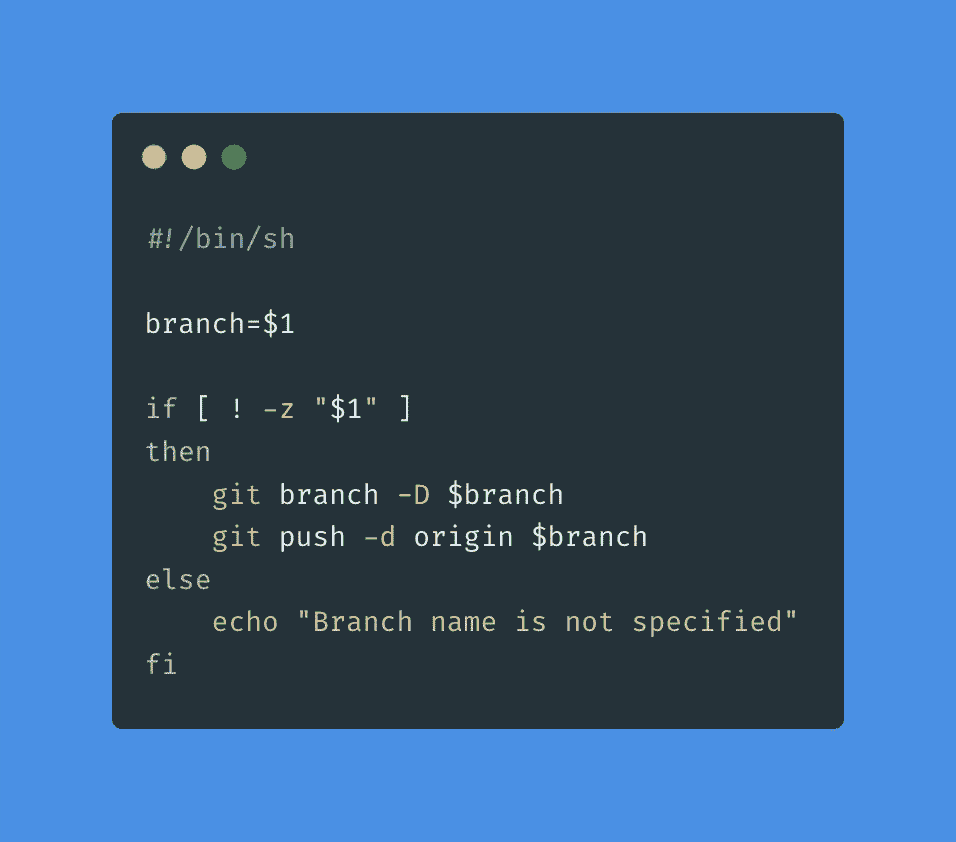 #!/bin/sh
branch=$1
if [ ! -z "$1" ]
then
    git branch -D $branch
    git push -d origin $branch
else
    echo "Branch name is not specified"
fi